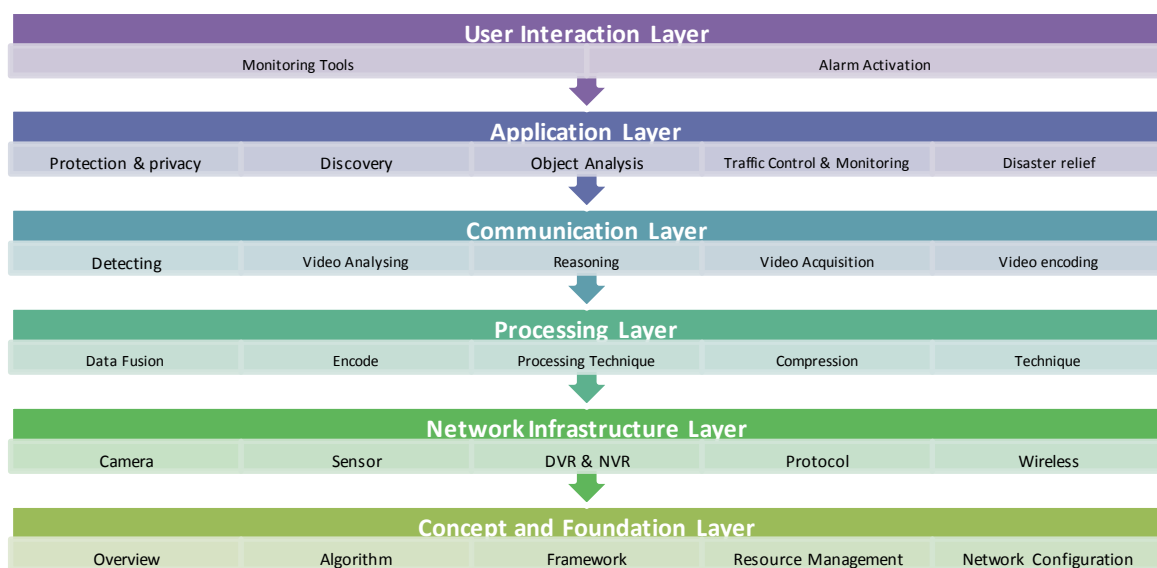 User Interaction Layer
Monitoring Tools
Alarm Activation
Application Layer
Protection & privacy
Discovery
Object Analysis
Traffic Control & Monitoring
Disaster relief
Communication Layer
Detecting
Video Analysing
Reasoning
Video Acquisition
Video encoding
Processing Layer
Data Fusion
Encode
Processing Technique
Compression
Technique
Network Infrastructure Layer
Camera
Sensor
DVR & NVR
Protocol
Wireless
Concept and Foundation Layer
Overview
Algorithm
Framework
Resource Management
Network Configuration